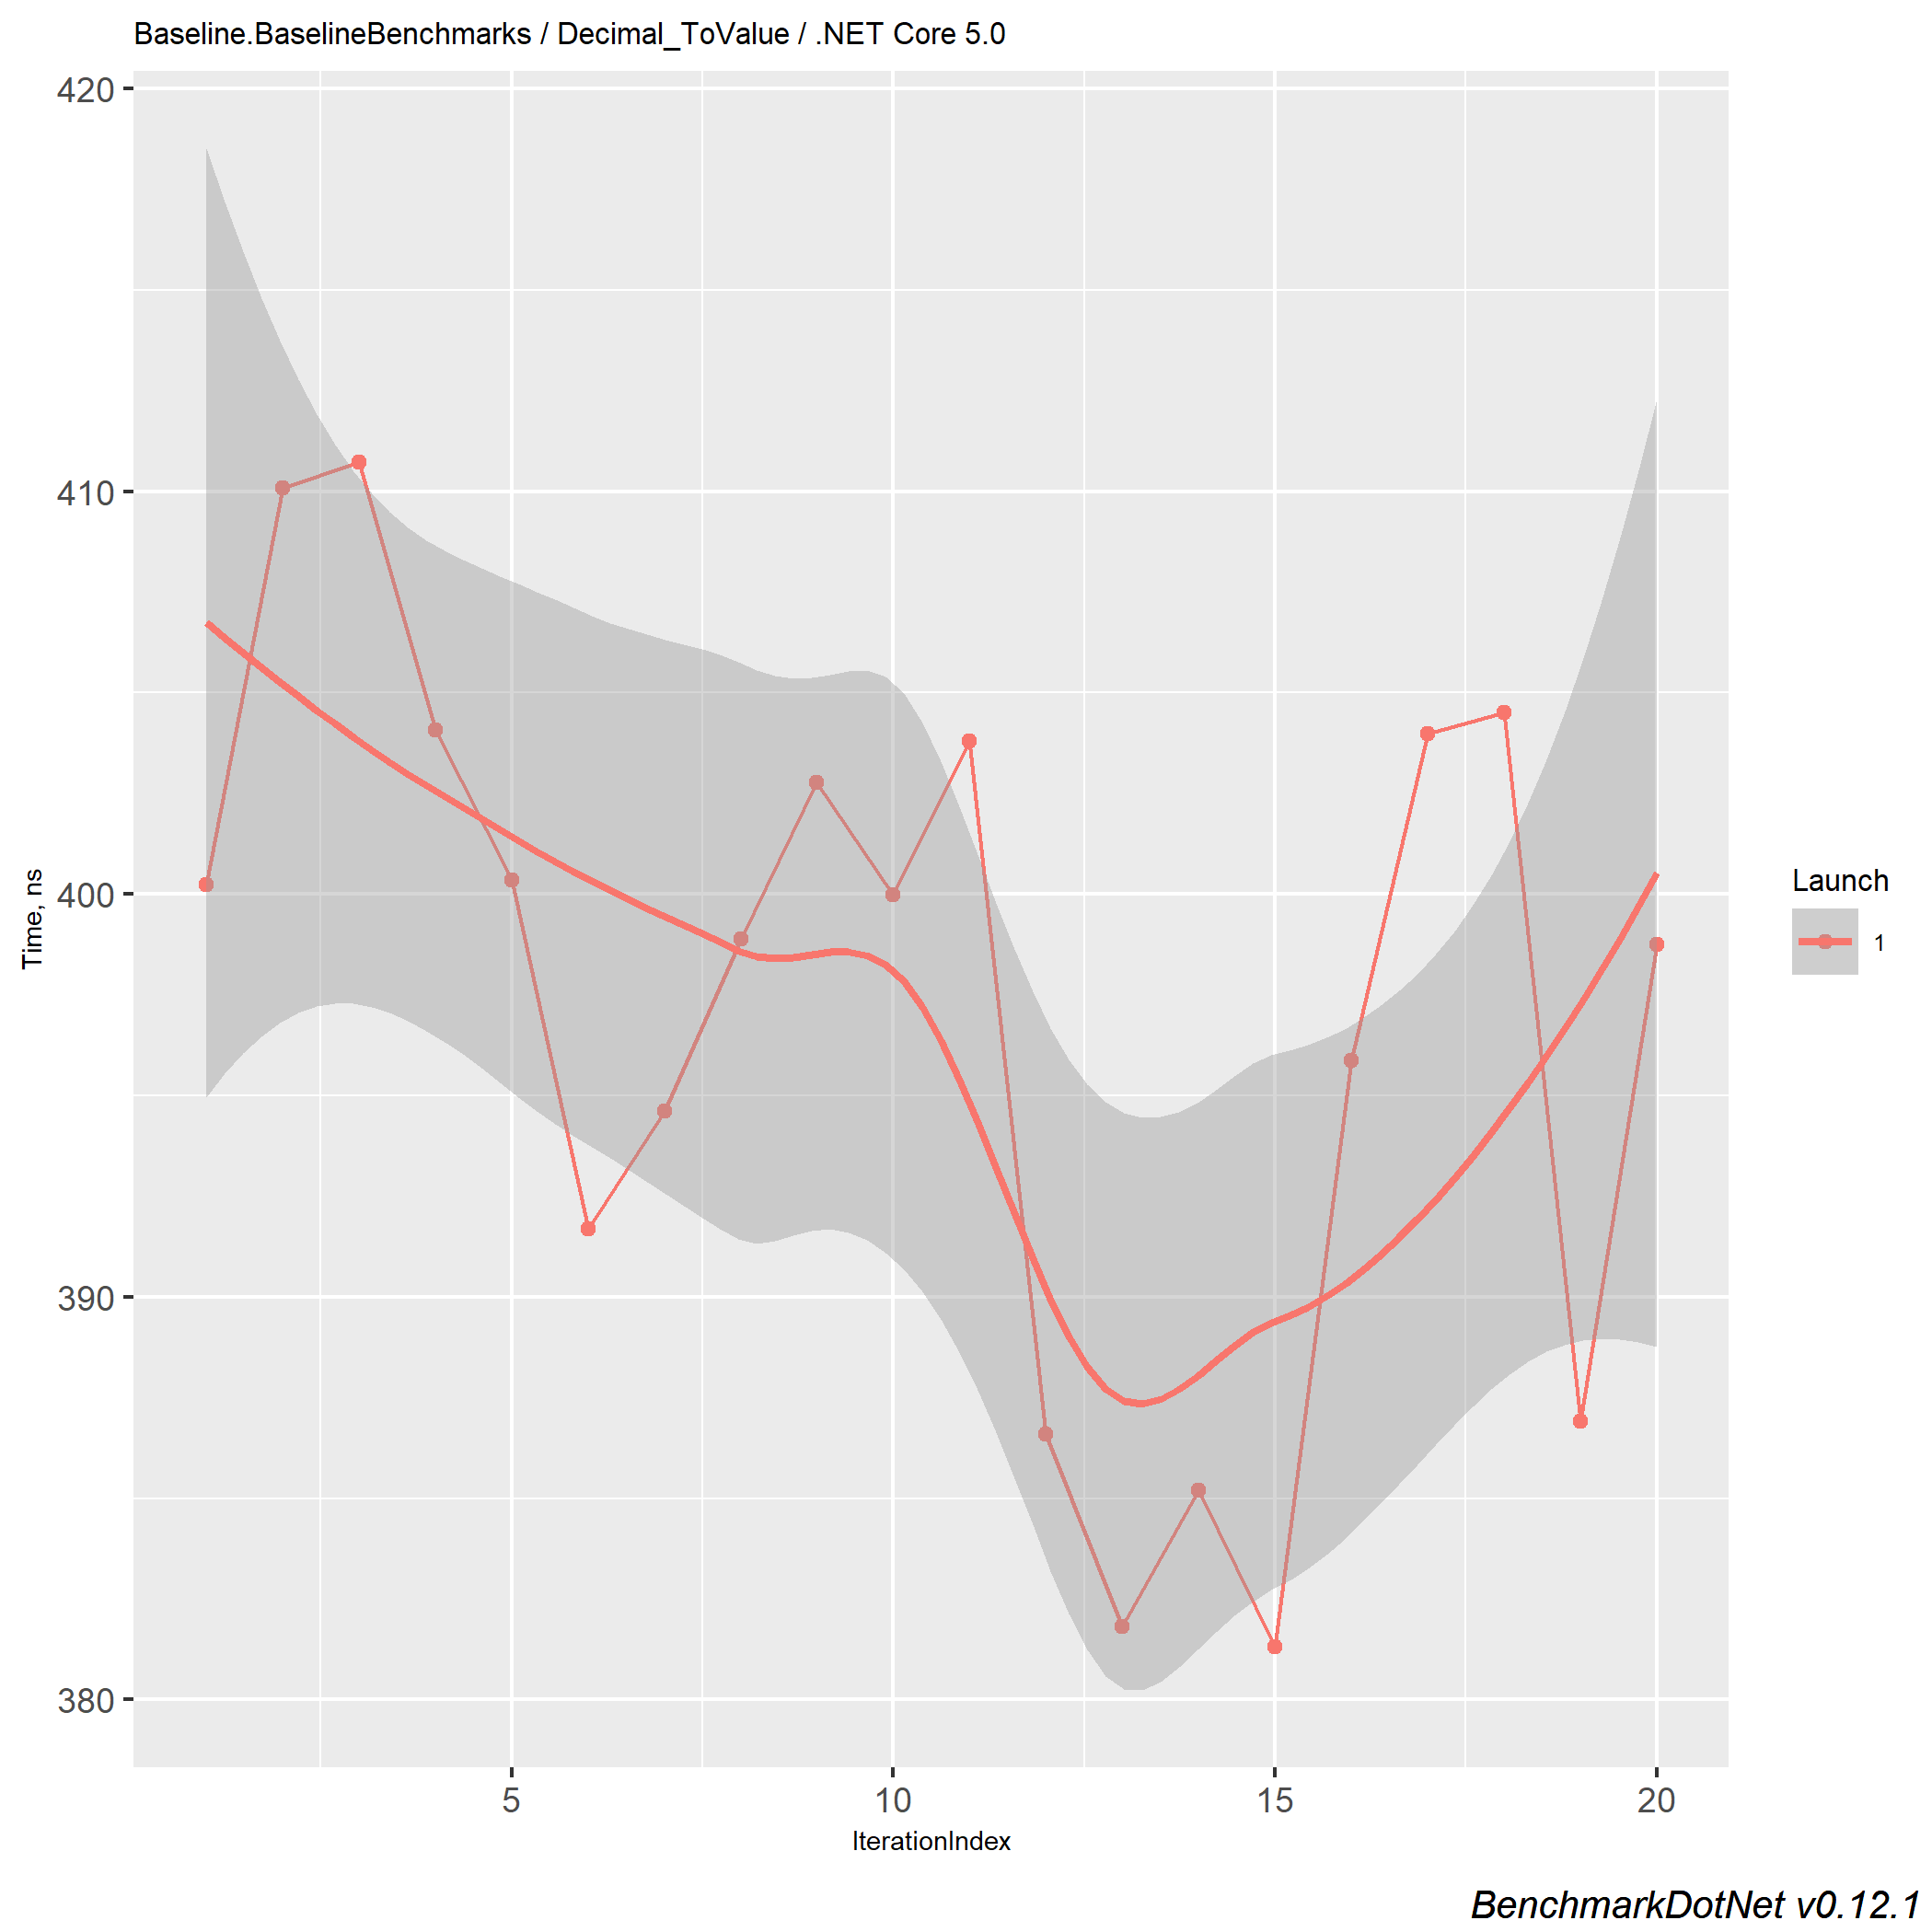 Baseline.BaselineBenchmarks / Decimal_ToValue / .NET Core 5.0
420
410
400
390
380
Time, ns
5 10 15 20
IterationIndex
Launch
1
BenchmarkDotNet v0.12.1